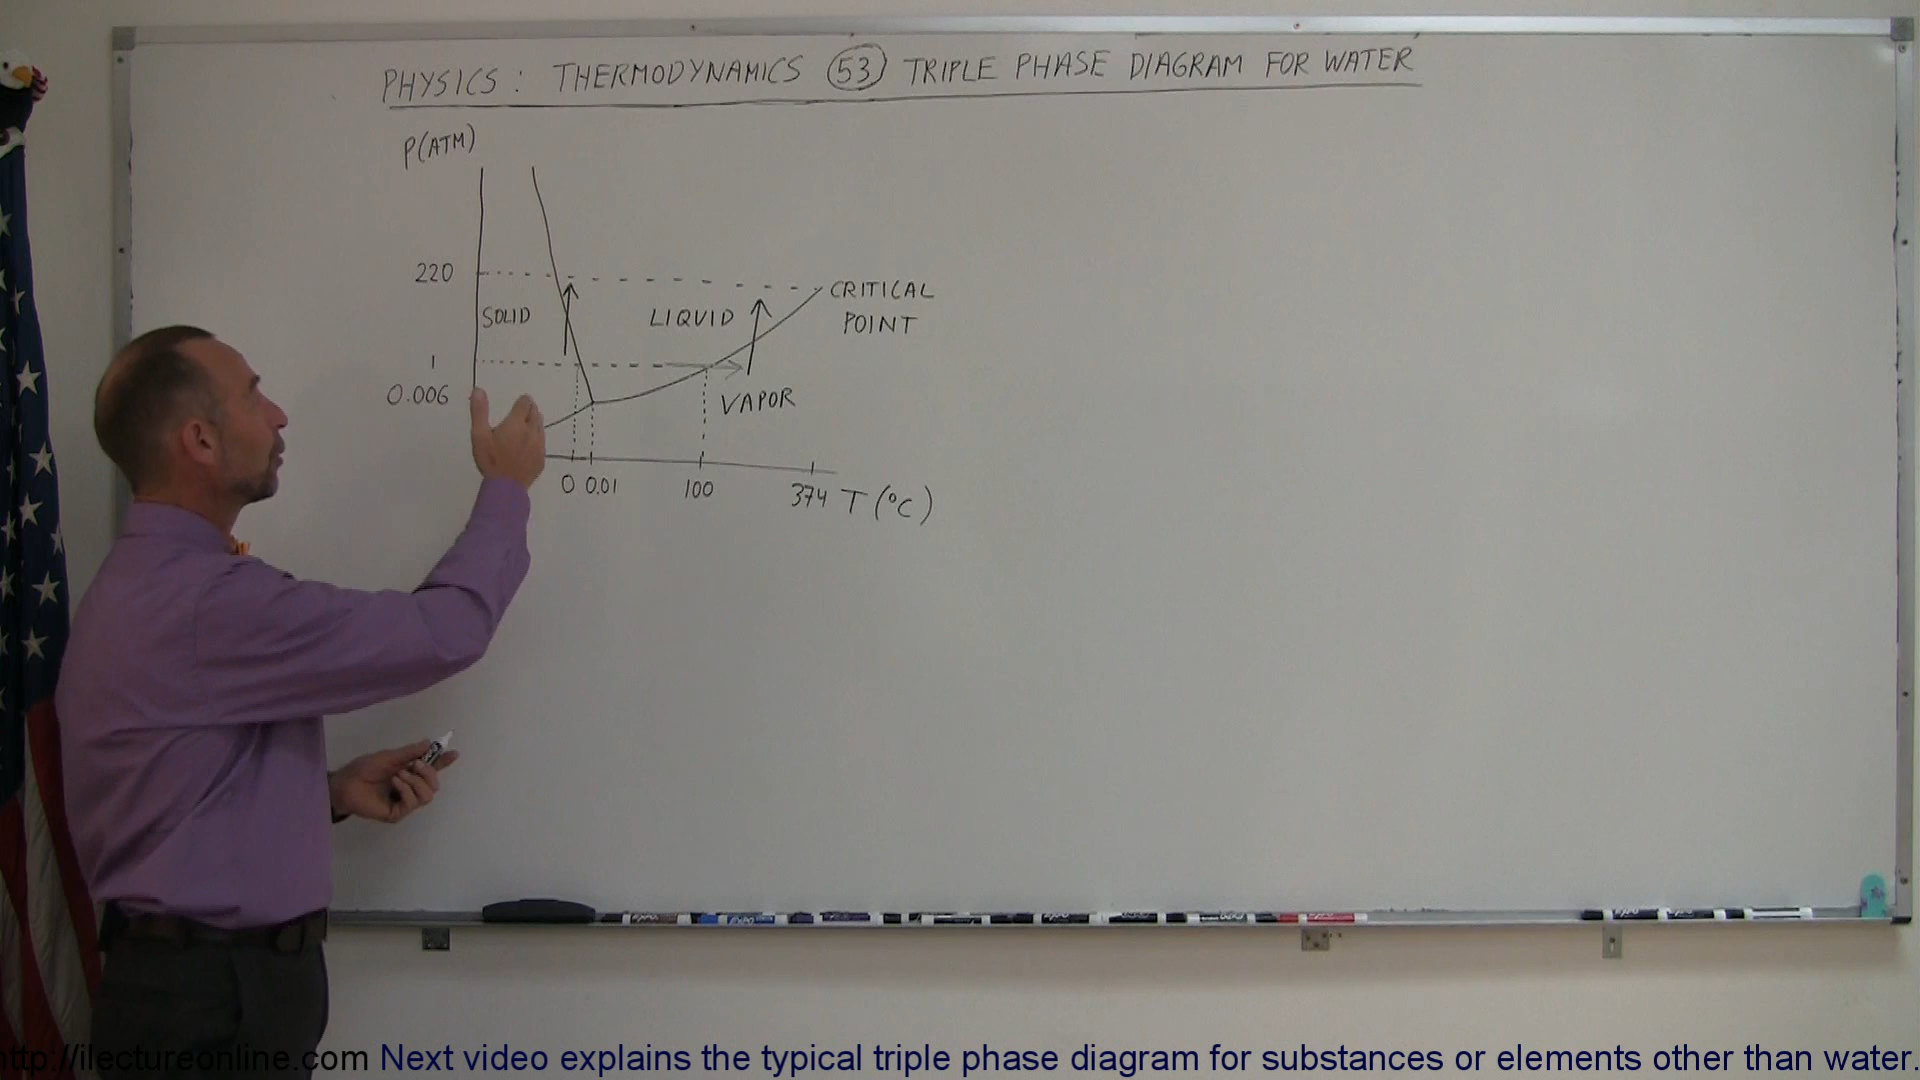 PHYSICS: THERMODYNAMICS 53 TRIPLE PHASE DIAGRAM FOR WATER
P(ATM)
220
CRITICAL
POINT
SOLID
LIQUID
1
0.006
VAPOR
0 0.01 100 374 T (°C)
http://ilectureonline.com Next video explains the typical triple phase diagram for substances or elements other than water.